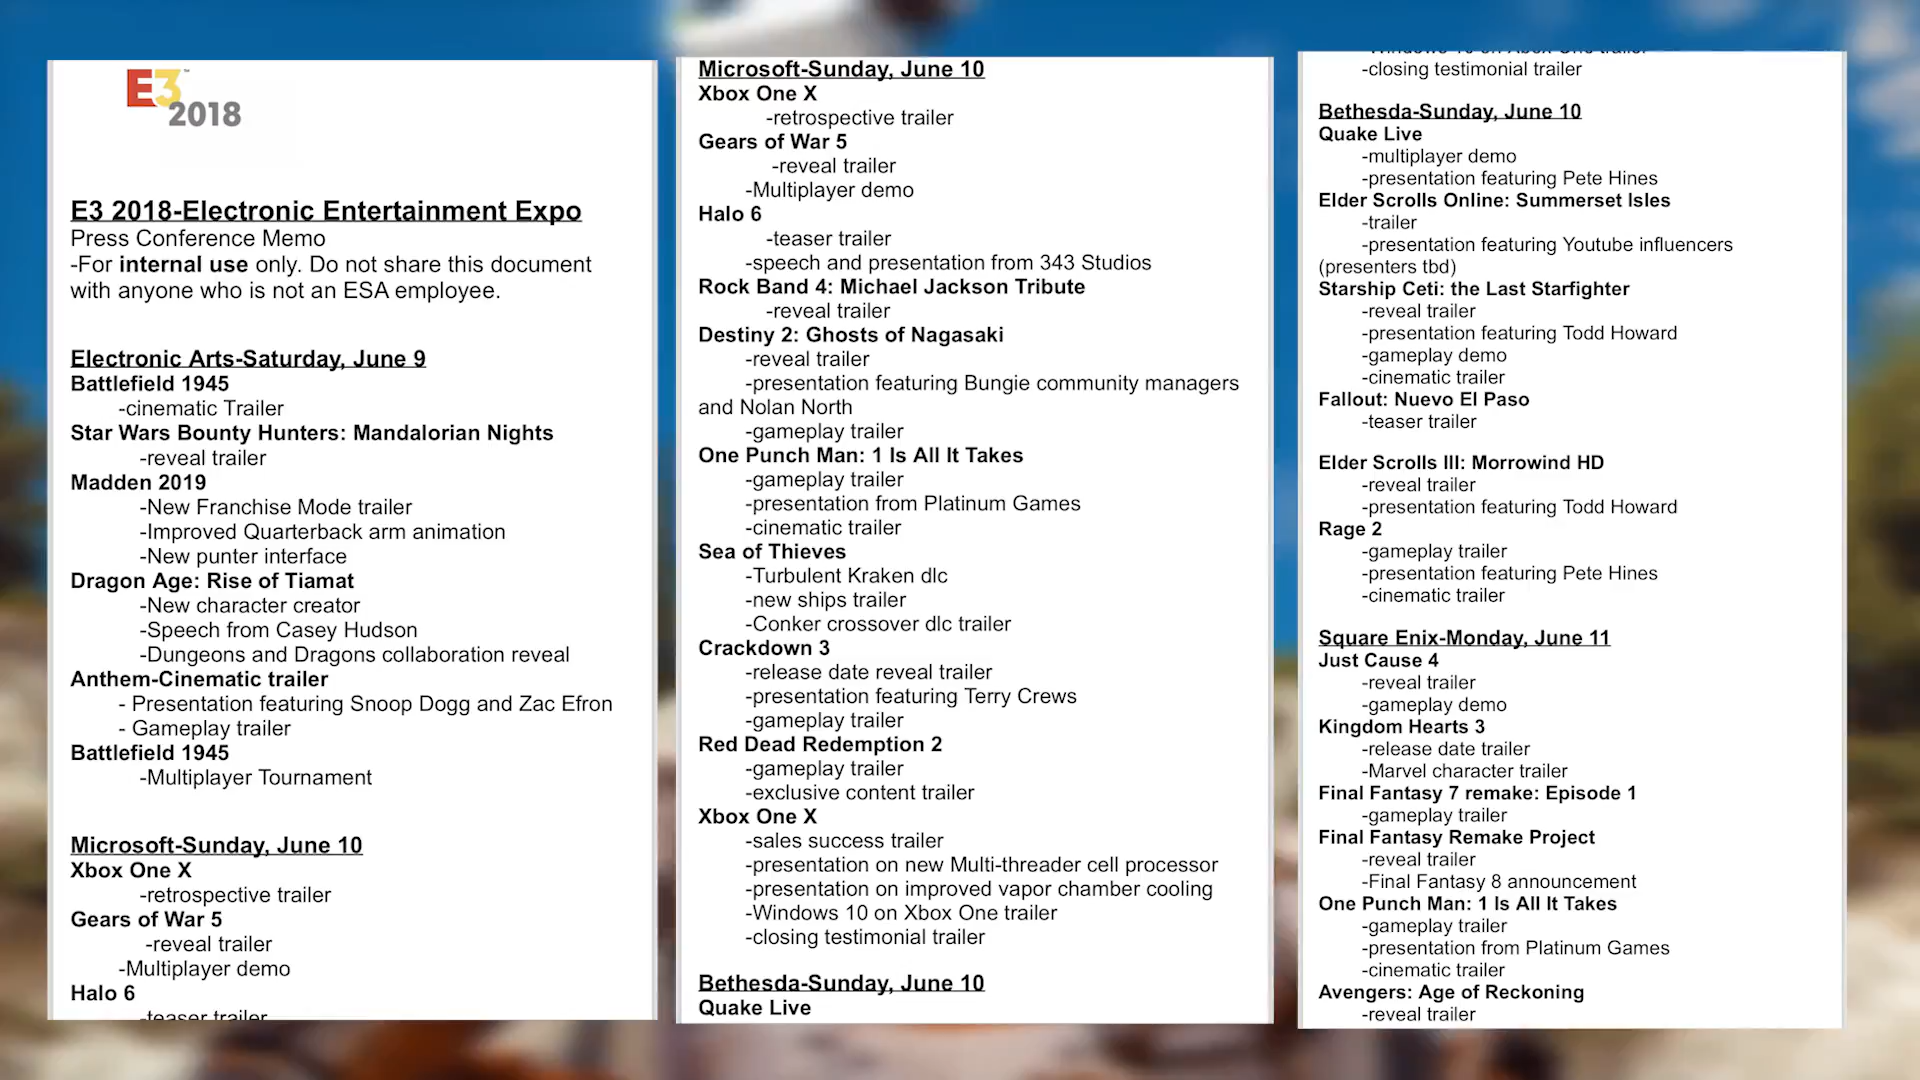 E3™
2018
E3 2018-Electronic Entertainment Expo
Press Conference Memo
-For internal use only. Do not share this document
with anyone who is not an ESA employee.
Electronic Arts-Saturday, June 9
Battlefield 1945
-cinematic Trailer
Star Wars Bounty Hunters: Mandalorian Nights
-reveal trailer
Madden 2019
-New Franchise Mode trailer
-Improved Quarterback arm animation
-New punter interface
Dragon Age: Rise of Tiamat
-New character creator
-Speech from Casey Hudson
-Dungeons and Dragons collaboration reveal
Anthem-Cinematic trailer
- Presentation featuring Snoop Dogg and Zac Efron
- Gameplay trailer
Battlefield 1945
-Multiplayer Tournament
Microsoft-Sunday, June 10
Xbox One X
-retrospective trailer
Gears of War 5
-reveal trailer
-Multiplayer demo
Halo 6
-teaser trailer
Microsoft-Sunday, June 10
Xbox One X
-retrospective trailer
Gears of War 5
-reveal trailer
-Multiplayer demo
Halo 6
-teaser trailer
-speech and presentation from 343 Studios
Rock Band 4: Michael Jackson Tribute
-reveal trailer
Destiny 2: Ghosts of Nagasaki
-reveal trailer
-presentation featuring Bungie community managers
and Nolan North
-gameplay trailer
One Punch Man: 1 Is All It Takes
-gameplay trailer
-presentation from Platinum Games
-cinematic trailer
Sea of Thieves
-Turbulent Kraken dlc
-new ships trailer
-Conker crossover dlc trailer
Crackdown 3
-release date reveal trailer
-presentation featuring Terry Crews
-gameplay trailer
Red Dead Redemption 2
-gameplay trailer
-exclusive content trailer
Xbox One X
-sales success trailer
-presentation on new Multi-threader cell processor
-presentation on improved vapor chamber cooling
-Windows 10 on Xbox One trailer
-closing testimonial trailer
Bethesda-Sunday, June 10
Quake Live
-Windows 10 on Xbox One trailer
-closing testimonial trailer
Bethesda-Sunday, June 10
Quake Live
-multiplayer demo
-presentation featuring Pete Hines
Elder Scrolls Online: Summerset Isles
-trailer
-presentation featuring Youtube influencers
(presenters tbd)
Starship Ceti: the Last Starfighter
-reveal trailer
-presentation featuring Todd Howard
-gameplay demo
-cinematic trailer
Fallout: Nuevo El Paso
-teaser trailer
Elder Scrolls III: Morrowind HD
-reveal trailer
-presentation featuring Todd Howard
Rage 2
-gameplay trailer
-presentation featuring Pete Hines
-cinematic trailer
Square Enix-Monday, June 11
Just Cause 4
-reveal trailer
-gameplay demo
Kingdom Hearts 3
-release date trailer
-Marvel character trailer
Final Fantasy 7 remake: Episode 1
-gameplay trailer
Final Fantasy Remake Project
-reveal trailer
-Final Fantasy 8 announcement
One Punch Man: 1 Is All It Takes
-gameplay trailer
-presentation from Platinum Games
-cinematic trailer
Avengers: Age of Reckoning
-reveal trailer